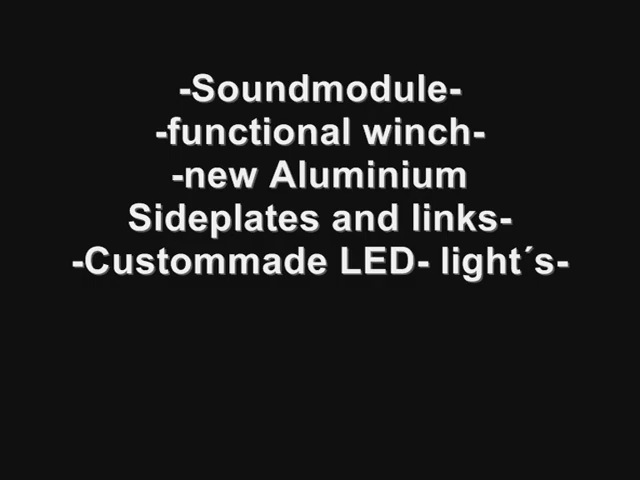 -Soundmodule-
-functional winch-
-new Aluminium
Sideplates and links-
-Custommade LED- light´s-